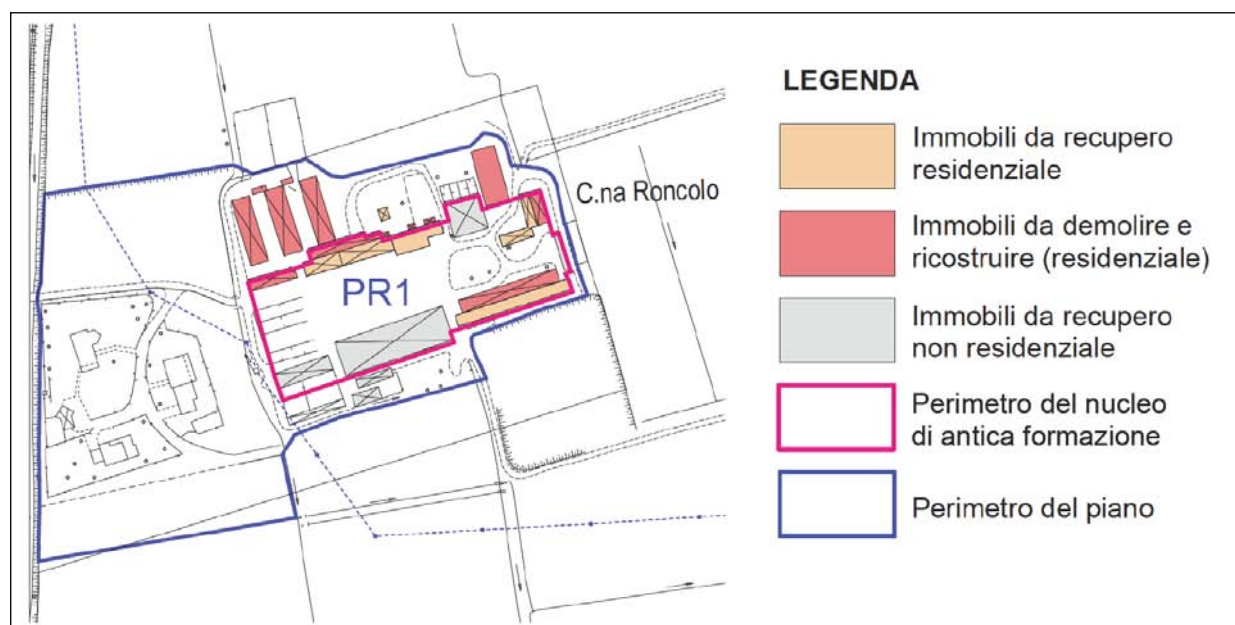 C.na Roncolo
PR1
LEGENDA
Immobili da recupero
residenziale
Immobili da demolire e
ricostruire (residenziale)
Immobili da recupero
non residenziale
Perimetro del nucleo
di antica formazione
Perimetro del piano